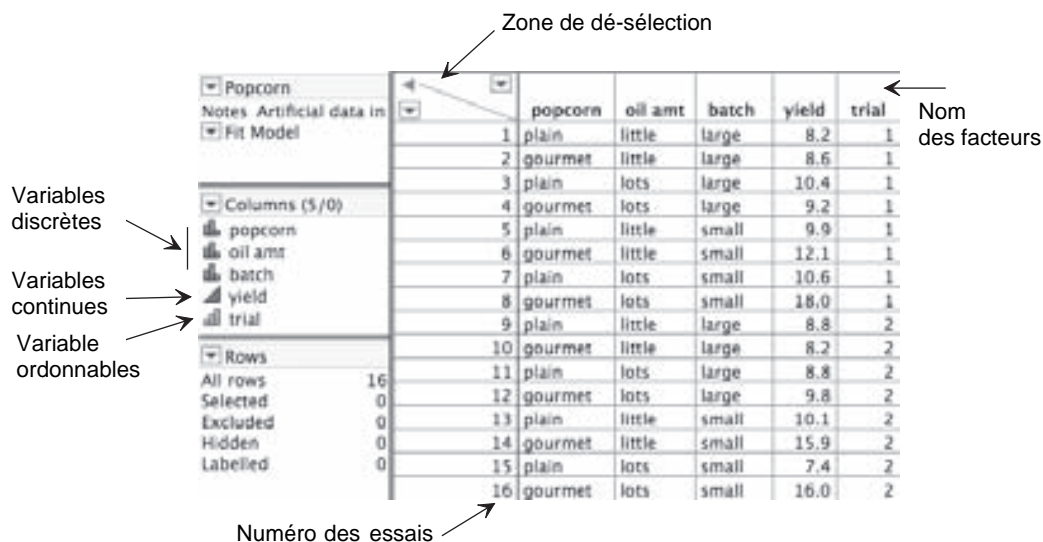 Zone de dé-sélection
Nom
des facteurs
Variables
discrètes
Variables
continues
Variable
ordonnables
Popcorn
Notes Artificial data in
Fit Model
Columns (5/0)
popcorn
oil amt
batch
yield
trial
Rows
All rows 16
Selected 0
Excluded 0
Hidden 0
Labelled 0
popcorn oil amt batch yield trial
1 plain little large 8.2 1
2 gourmet little large 8.6 1
3 plain lots large 10.4 1
4 gourmet lots large 9.2 1
5 plain little small 9.9 1
6 gourmet little small 12.1 1
7 plain lots small 10.6 1
8 gourmet lots small 18.0 1
9 plain little large 8.8 2
10 gourmet little large 8.2 2
11 plain lots large 8.8 2
12 gourmet lots large 9.8 2
13 plain little small 10.1 2
14 gourmet little small 15.9 2
15 plain lots small 7.4 2
16 gourmet lots small 16.0 2
Numéro des essais